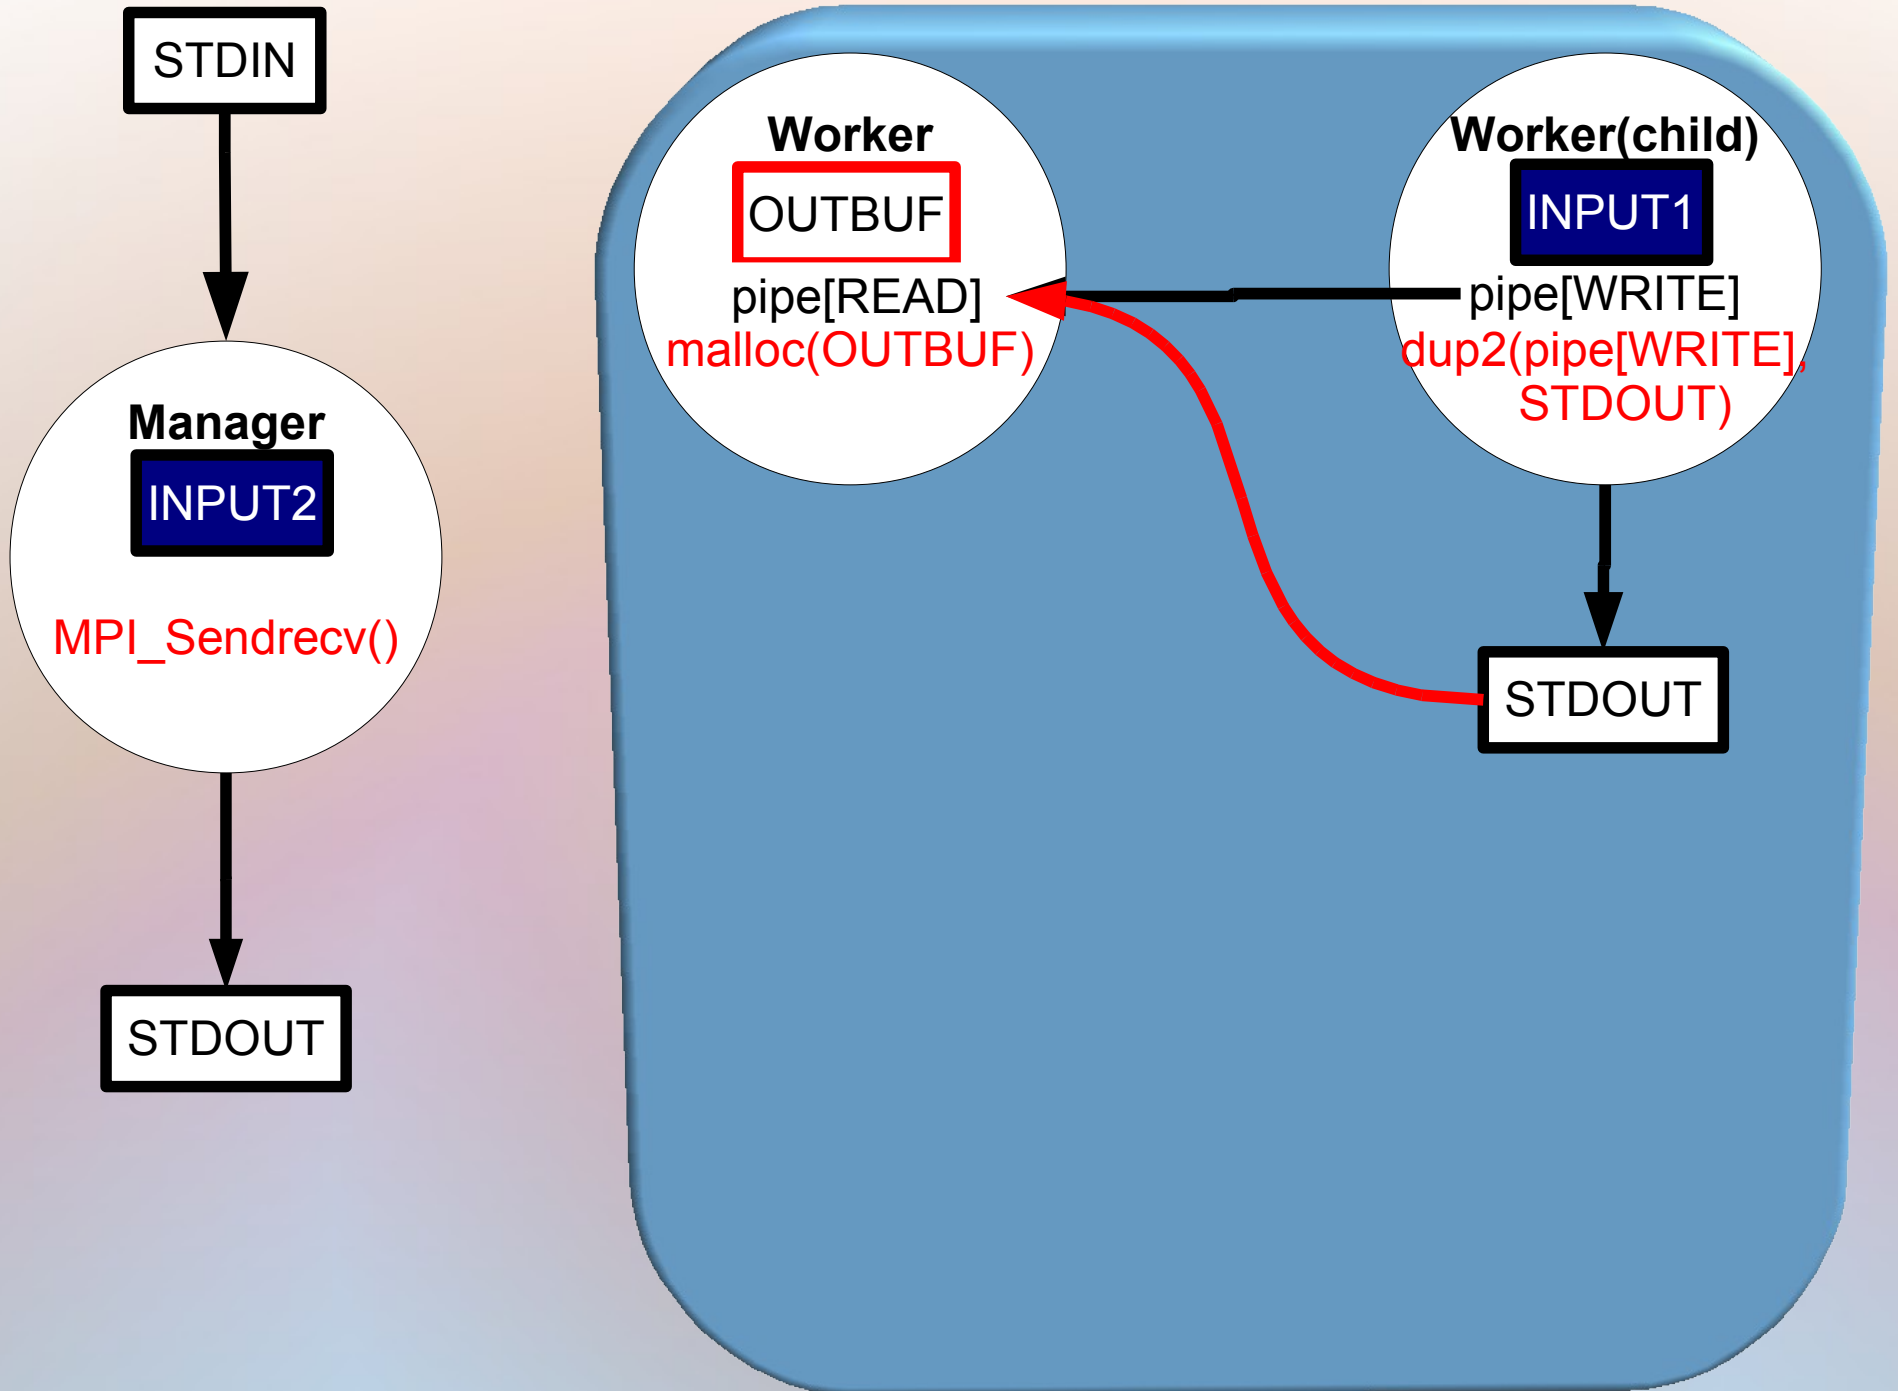 STDIN
Manager
INPUT2
MPI_Sendrecv()
STDOUT
Worker
OUTBUF
pipe[READ]
malloc(OUTBUF)
Worker(child)
INPUT1
pipe[WRITE]
dup2(pipe[WRITE],
STDOUT)
STDOUT